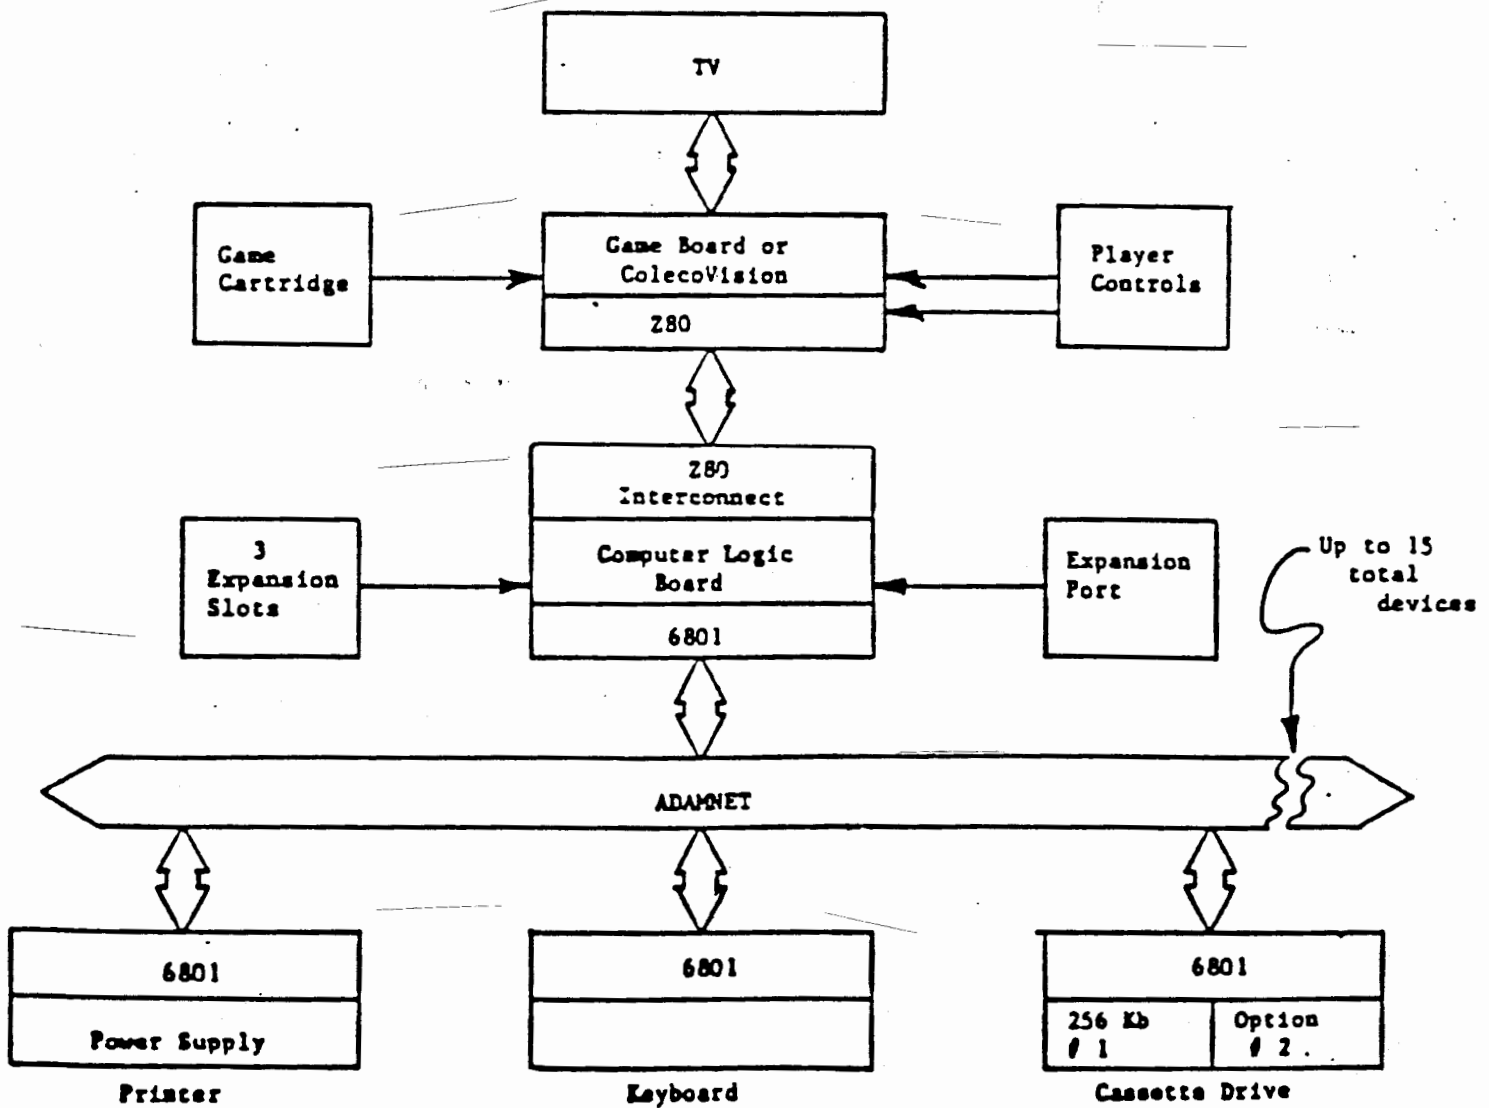 TV
Game
Cartridge
Game Board or
ColecoVision
Z80
Player
Controls
Z80
Interconnect
3
Expansion
Slots
Computer Logic
Board
6801
Expansion
Port
Up to 15
total
devices
ADAMNET
6801
Power Supply
Printer
6801
Keyboard
6801
256 Kb
# 1
Option
# 2.
Cassette Drive